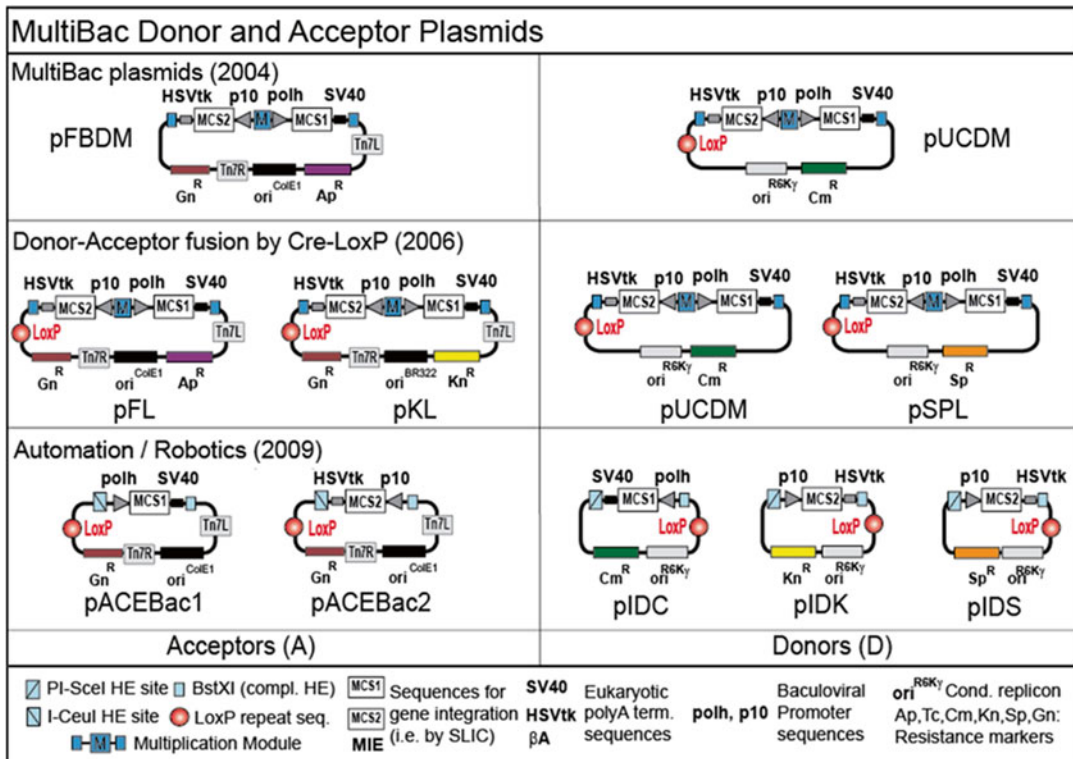 MultiBac Donor and Acceptor Plasmids
MultiBac plasmids (2004)
HSVtk p10 polh SV40
MCS2 M MCS1
pFBDM
Tn7L
Tn7R
Gn R ori ColE1 Ap R
HSVtk p10 polh SV40
MCS2 M MCS1
LoxP
pUCDM
ori R6Kγ Cm R
Donor-Acceptor fusion by Cre-LoxP (2006)
HSVtk p10 polh SV40
MCS2 M MCS1
LoxP
Tn7L
Tn7R
Gn R ori ColE1 Ap R
pFL
HSVtk p10 polh SV40
MCS2 M MCS1
LoxP
Tn7L
Tn7R
Gn R ori BR322 Kn R
pKL
HSVtk p10 polh SV40
MCS2 M MCS1
LoxP
ori R6Kγ Cm R
pUCDM
HSVtk p10 polh SV40
MCS2 M MCS1
LoxP
ori R6Kγ Sp R
pSPL
Automation / Robotics (2009)
polh SV40
MCS1
LoxP
Tn7L
Tn7R
Gn R ori ColE1
pACEBac1
HSVtk p10
MCS2
LoxP
Tn7L
Tn7R
Gn R ori ColE1
pACEBac2
SV40 polh
MCS1
LoxP
Cm R ori R6Kγ
pIDC
p10 HSVtk
MCS2
LoxP
Kn R ori R6Kγ
pIDK
p10 HSVtk
MCS2
LoxP
Sp R ori R6Kγ
pIDS
Acceptors (A)
Donors (D)
PI-SceI HE site
BstXI (compl. HE)
I-CeuI HE site
LoxP repeat seq.
M Multiplication Module
MCS1
MCS2
MIE
Sequences for
gene integration
(i.e. by SLIC)
SV40
HSVtk
βA
Eukaryotic
polyA term.
sequences
polh, p10
Baculoviral
Promoter
sequences
ori R6Kγ Cond. replicon
Ap,Tc,Cm,Kn,Sp,Gn:
Resistance markers